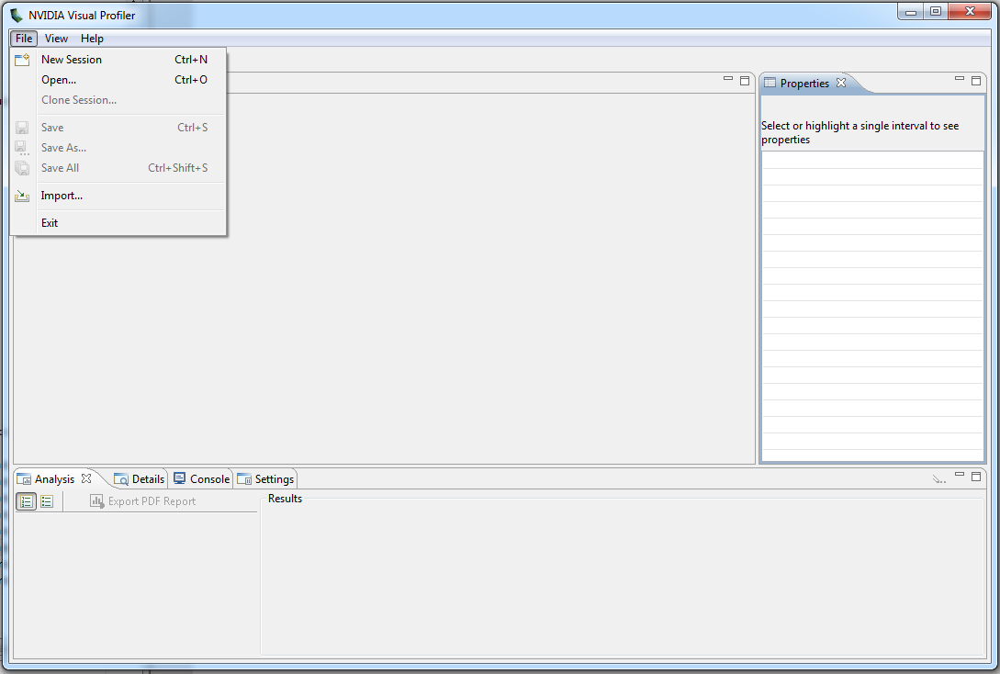 NVIDIA Visual Profiler
File View Help
New Session Ctrl+N
Open... Ctrl+O
Clone Session...
Save Ctrl+S
Save As...
Save All Ctrl+Shift+S
Import...
Exit
Properties
Select or highlight a single interval to see
properties
Analysis Details Console Settings
Export PDF Report
Results